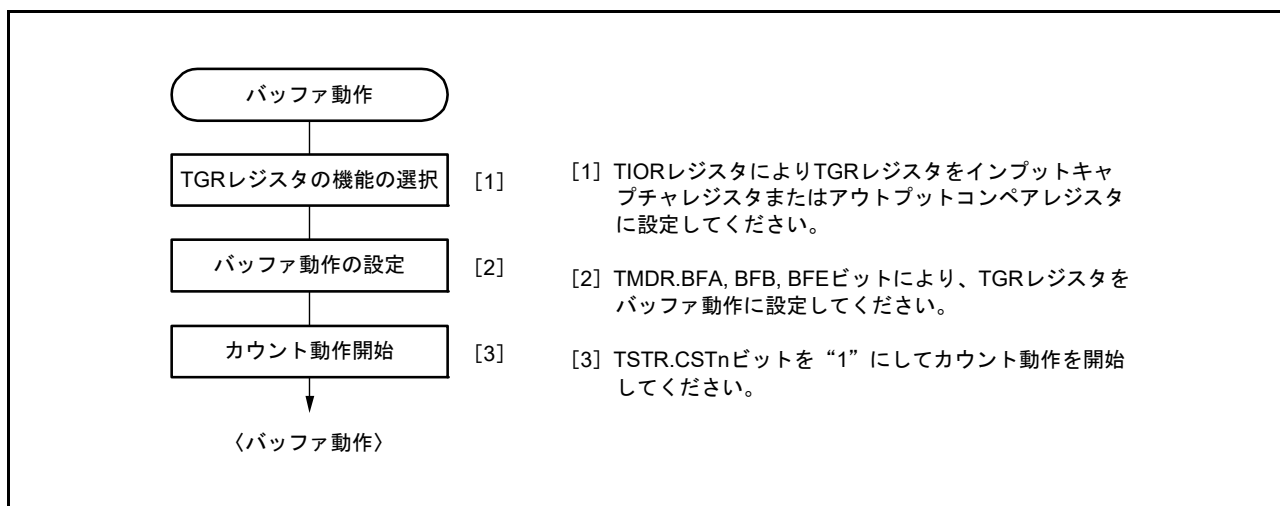 バッファ動作
TGRレジスタの機能の選択
[1]
バッファ動作の設定
[2]
カウント動作開始
[3]
〈バッファ動作〉
[1] TIORレジスタによりTGRレジスタをインプットキャ
プチャレジスタまたはアウトプットコンペアレジスタ
に設定してください。
[2] TMDR.BFA, BFB, BFEビットにより、TGRレジスタを
バッファ動作に設定してください。
[3] TSTR.CSTnビットを“1”にしてカウント動作を開始
してください。